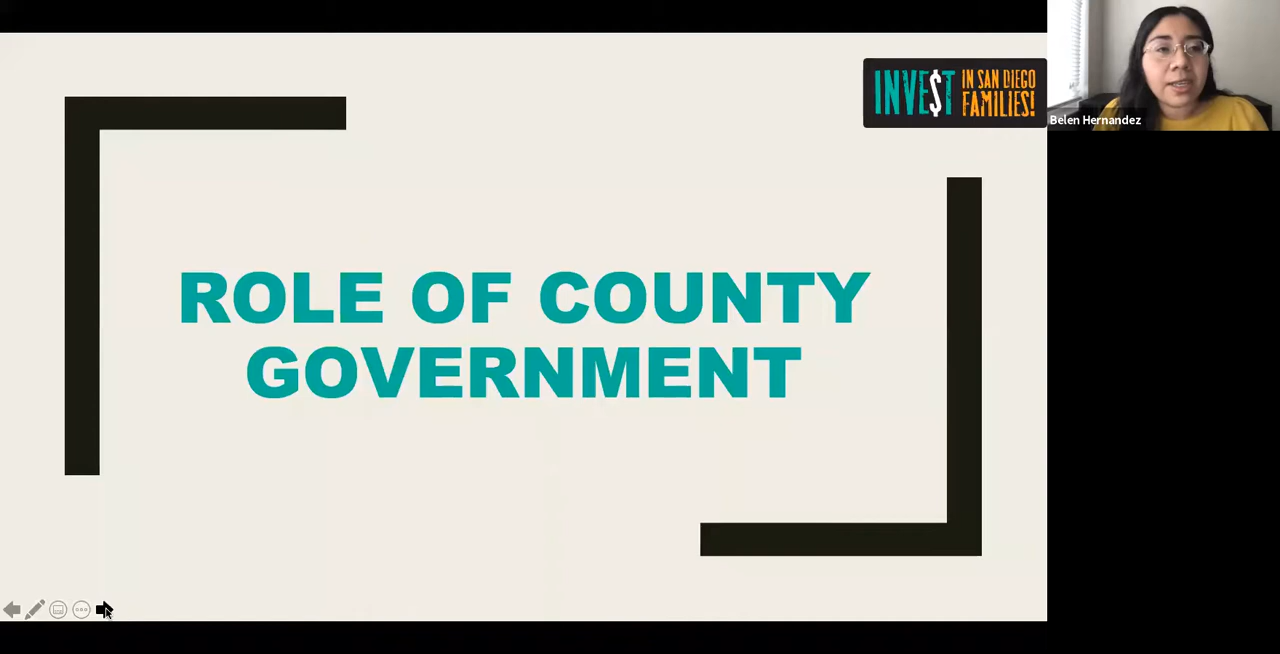 INVE$T IN SAN DIEGO
FAMILIES!
Belen Hernandez
ROLE OF COUNTY
GOVERNMENT